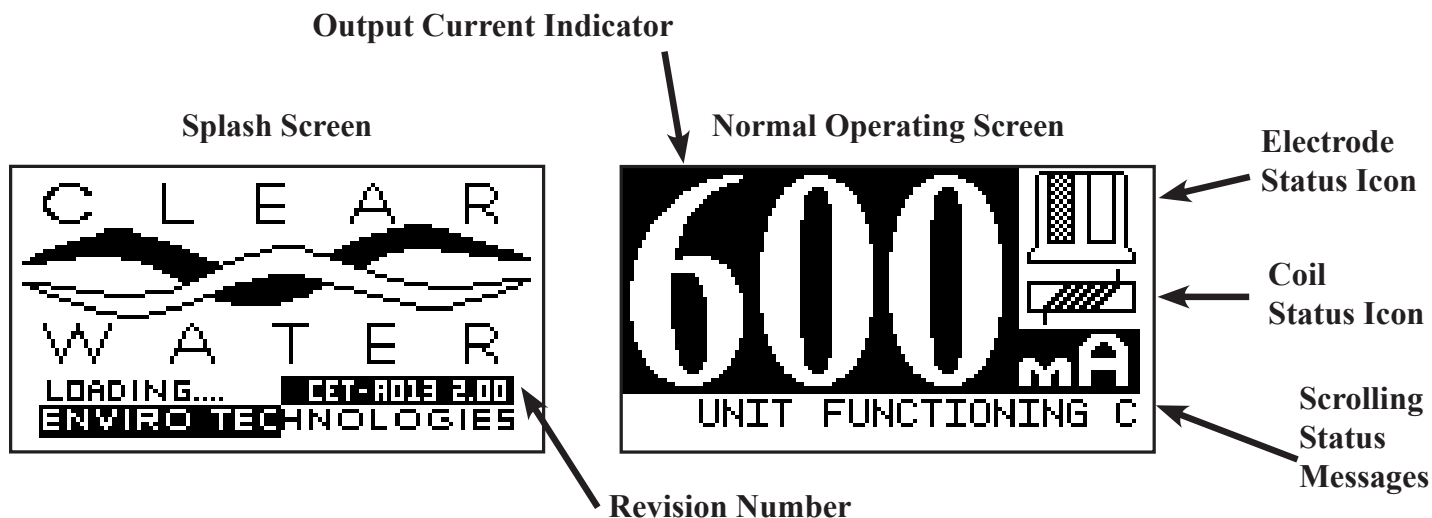 Output Current Indicator
Splash Screen
Normal Operating Screen
Electrode
Status Icon
C L E A R
W A T E R
LOADING....
CET-A013 2.00
ENVIRO TECHNOLOGIES
600
mA
UNIT FUNCTIONING C
Coil
Status Icon
Scrolling
Status
Messages
Revision Number